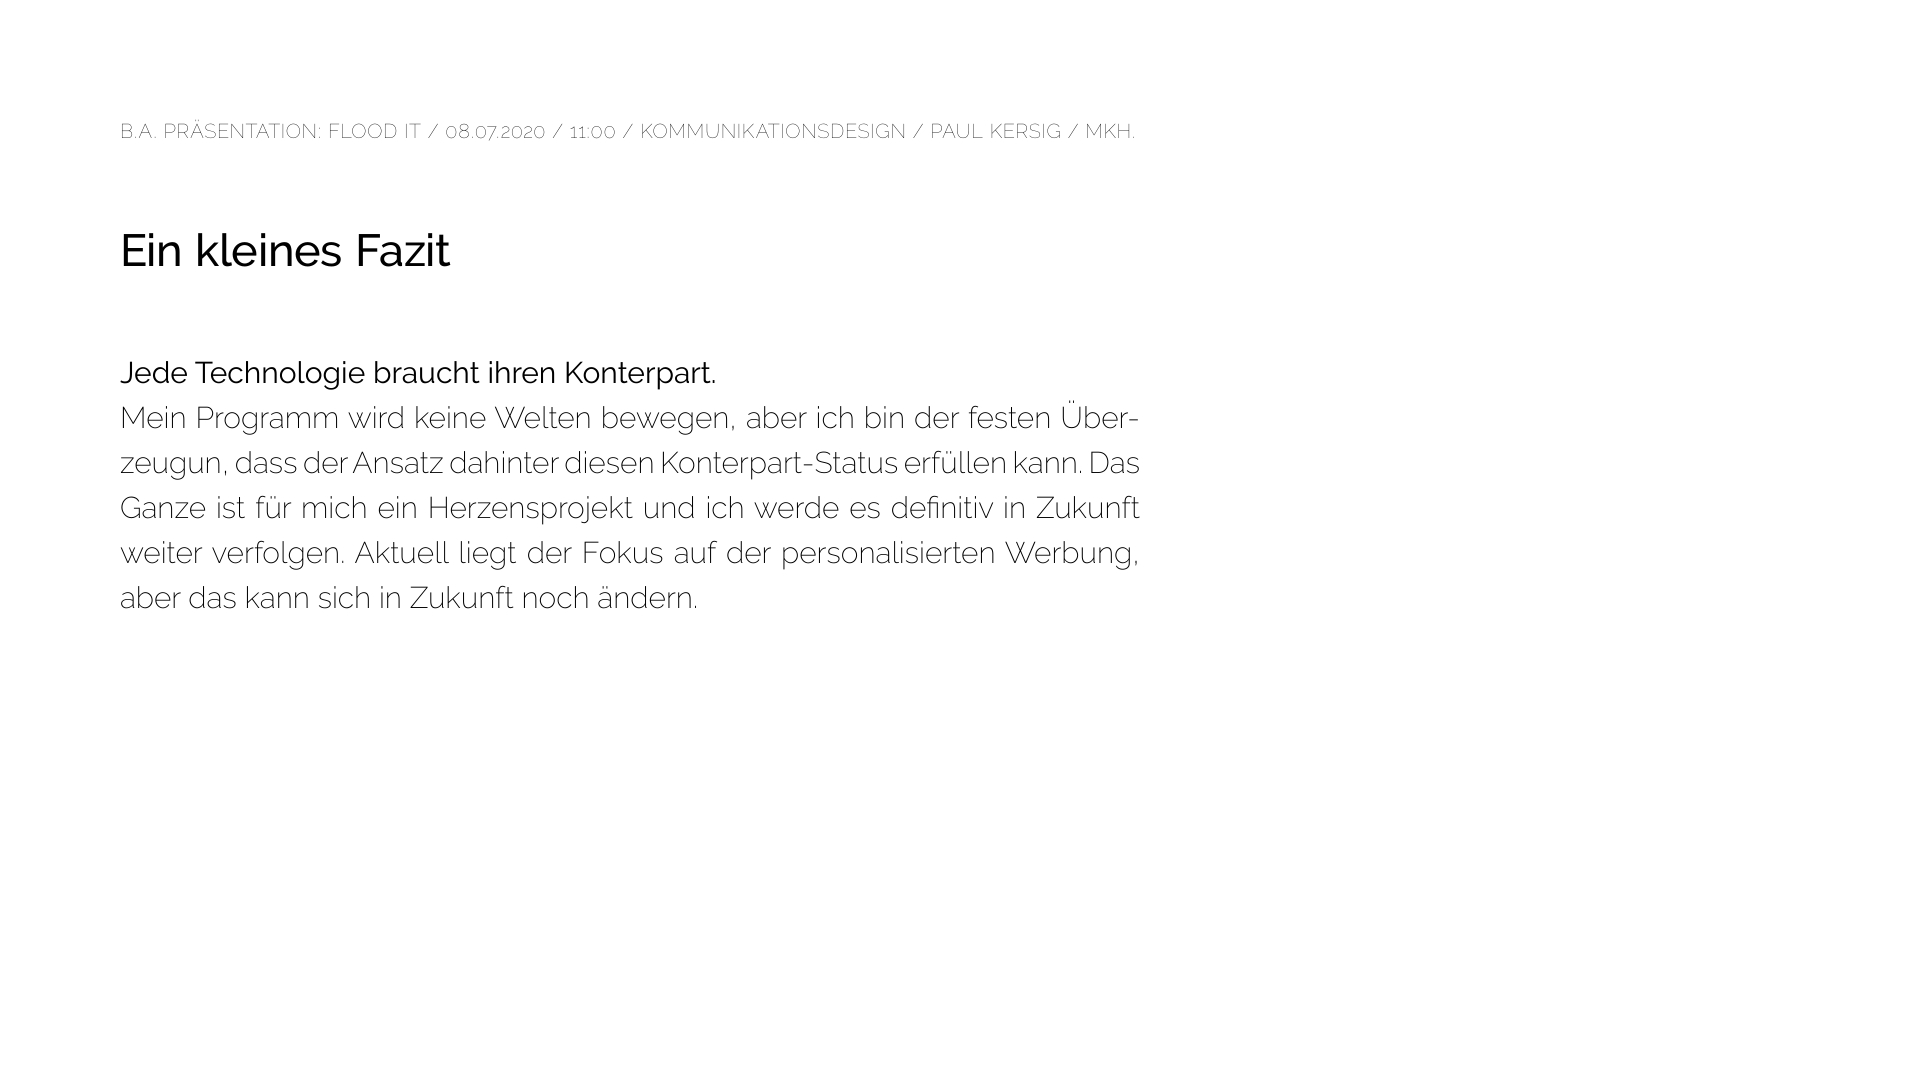 B.A. PRÄSENTATION: FLOOD IT / 08.07.2020 / 11:00 / KOMMUNIKATIONSDESIGN / PAUL KERSIG / MKH.
Ein kleines Fazit
Jede Technologie braucht ihren Konterpart.
Mein Programm wird keine Welten bewegen, aber ich bin der festen Über-
zeugun, dass der Ansatz dahinter diesen Konterpart-Status erfüllen kann. Das
Ganze ist für mich ein Herzensprojekt und ich werde es definitiv in Zukunft
weiter verfolgen. Aktuell liegt der Fokus auf der personalisierten Werbung,
aber das kann sich in Zukunft noch ändern.